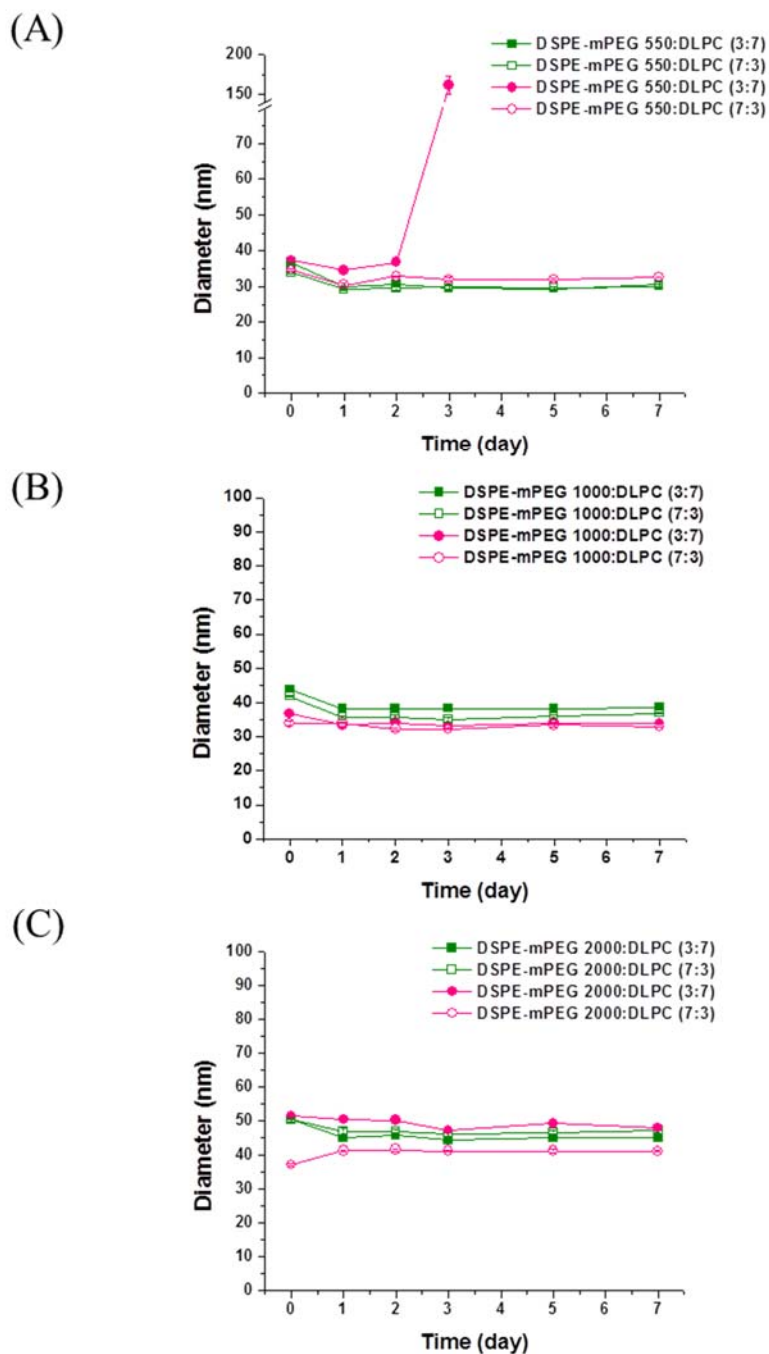 (A)
DSPE-mPEG 550:DLPC (3:7)
DSPE-mPEG 550:DLPC (7:3)
DSPE-mPEG 550:DLPC (3:7)
DSPE-mPEG 550:DLPC (7:3)
200
150
70
60
50
40
30
20
10
0
Diameter (nm)
0 1 2 3 4 5 6 7
Time (day)
(B)
DSPE-mPEG 1000:DLPC (3:7)
DSPE-mPEG 1000:DLPC (7:3)
DSPE-mPEG 1000:DLPC (3:7)
DSPE-mPEG 1000:DLPC (7:3)
100
90
80
70
60
50
40
30
20
10
0
Diameter (nm)
0 1 2 3 4 5 6 7
Time (day)
(C)
DSPE-mPEG 2000:DLPC (3:7)
DSPE-mPEG 2000:DLPC (7:3)
DSPE-mPEG 2000:DLPC (3:7)
DSPE-mPEG 2000:DLPC (7:3)
100
90
80
70
60
50
40
30
20
10
0
Diameter (nm)
0 1 2 3 4 5 6 7
Time (day)